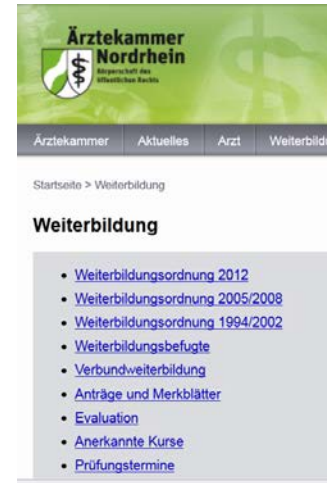 Ärztekammer
Nordrhein
Körperschaft des
öffentlichen Rechts
Ärztekammer Aktuelles Arzt Weiterbild
Startseite > Weiterbildung
Weiterbildung
• Weiterbildungsordnung 2012
• Weiterbildungsordnung 2005/2008
• Weiterbildungsordnung 1994/2002
• Weiterbildungsbefugte
• Verbundweiterbildung
• Anträge und Merkblätter
• Evaluation
• Anerkannte Kurse
• Prüfungstermine